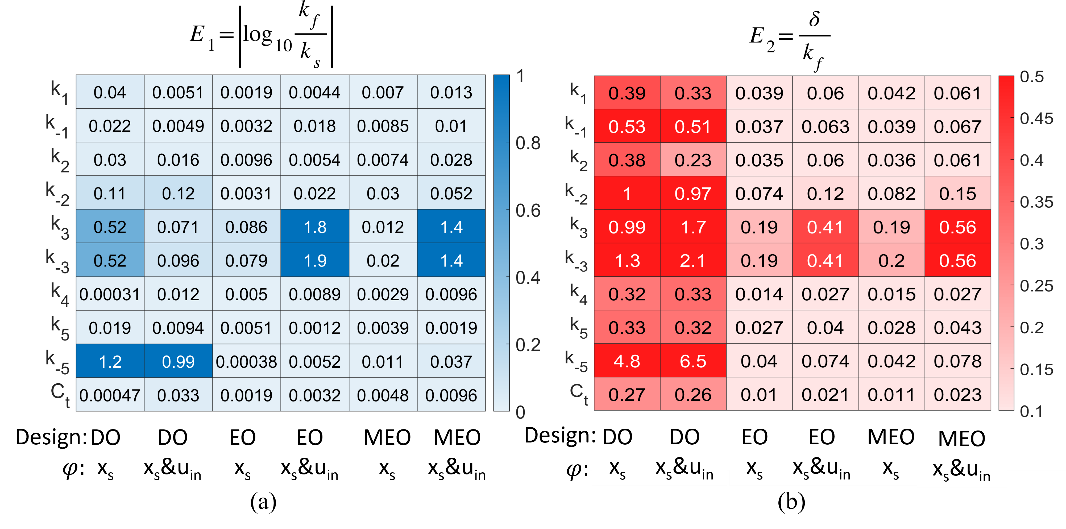 E₁ = |log₁₀ k_f / k_s|
k₁ 0.04 0.0051 0.0019 0.0044 0.007 0.013
k₋₁ 0.022 0.0049 0.0032 0.018 0.0085 0.01
k₂ 0.03 0.016 0.0096 0.0054 0.0074 0.028
k₋₂ 0.11 0.12 0.0031 0.022 0.03 0.052
k₃ 0.52 0.071 0.086 1.8 0.012 1.4
k₋₃ 0.52 0.096 0.079 1.9 0.02 1.4
k₄ 0.00031 0.012 0.005 0.0089 0.0029 0.0096
k₅ 0.019 0.0094 0.0051 0.0012 0.0039 0.0019
k₋₅ 1.2 0.99 0.00038 0.0052 0.011 0.037
Cₜ 0.00047 0.033 0.0019 0.0032 0.0048 0.0096
1
0.8
0.6
0.4
0.2
0
Design: DO DO EO EO MEO MEO
φ: xₛ xₛ&u_in xₛ xₛ&u_in xₛ xₛ&u_in
(a)
E₂ = δ / k_f
k₁ 0.39 0.33 0.039 0.06 0.042 0.061
k₋₁ 0.53 0.51 0.037 0.063 0.039 0.067
k₂ 0.38 0.23 0.035 0.06 0.036 0.061
k₋₂ 1 0.97 0.074 0.12 0.082 0.15
k₃ 0.99 1.7 0.19 0.41 0.19 0.56
k₋₃ 1.3 2.1 0.19 0.41 0.2 0.56
k₄ 0.32 0.33 0.014 0.027 0.015 0.027
k₅ 0.33 0.32 0.027 0.04 0.028 0.043
k₋₅ 4.8 6.5 0.04 0.074 0.042 0.078
Cₜ 0.27 0.26 0.01 0.021 0.011 0.023
0.5
0.45
0.4
0.35
0.3
0.25
0.2
0.15
0.1
Design: DO DO EO EO MEO MEO
φ: xₛ xₛ&u_in xₛ xₛ&u_in xₛ xₛ&u_in
(b)